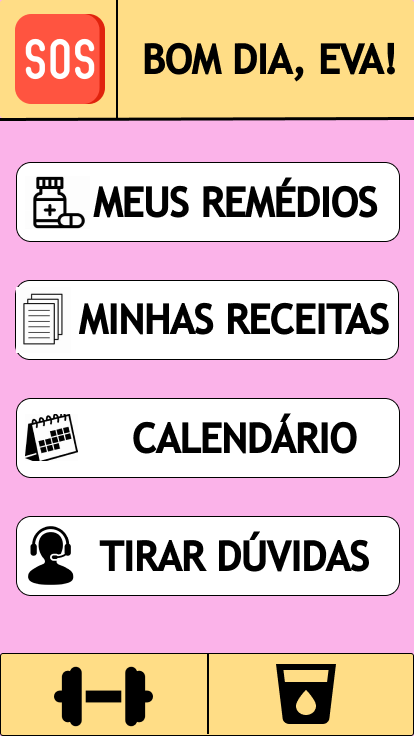 SOS
BOM DIA, EVA!
MEUS REMÉDIOS
MINHAS RECEITAS
CALENDÁRIO
TIRAR DÚVIDAS